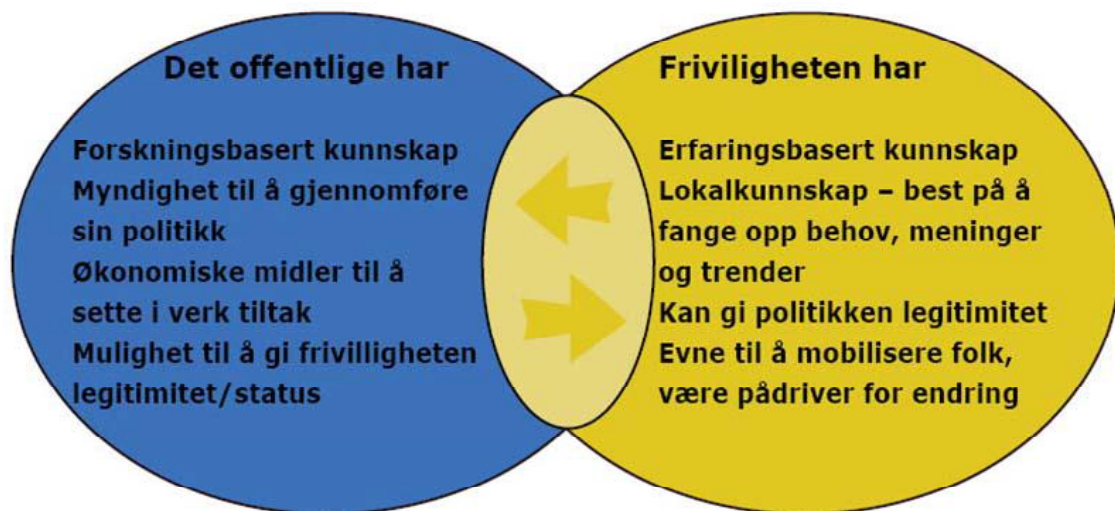 Det offentlige har
Forskningsbasert kunnskap
Myndighet til å gjennomføre
sin politikk
Økonomiske midler til å
sette i verk tiltak
Mulighet til å gi frivilligheten
legitimitet/status
Friviligheten har
Erfaringsbasert kunnskap
Lokalkunnskap – best på å
fange opp behov, meninger
og trender
Kan gi politikken legitimitet
Evne til å mobilisere folk,
være pådriver for endring